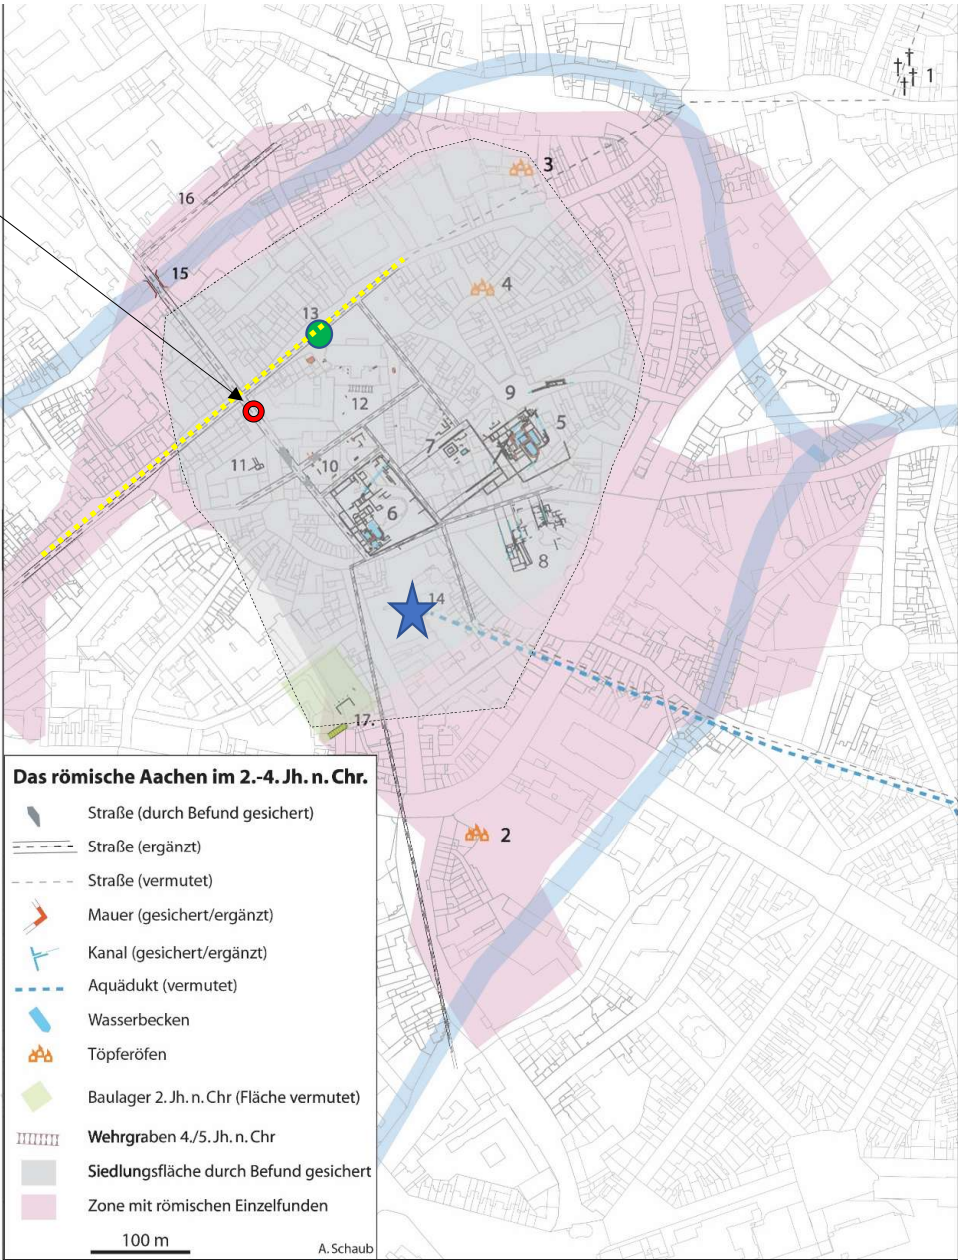 1
3
16
15
4
13
9
12
5
7
11
10
6
8
14
17.
2
Das römische Aachen im 2.-4. Jh. n. Chr.
Straße (durch Befund gesichert)
Straße (ergänzt)
Straße (vermutet)
Mauer (gesichert/ergänzt)
Kanal (gesichert/ergänzt)
Aquädukt (vermutet)
Wasserbecken
Töpferöfen
Baulager 2. Jh. n. Chr (Fläche vermutet)
Wehrgraben 4./5. Jh. n. Chr
Siedlungsfläche durch Befund gesichert
Zone mit römischen Einzelfunden
100 m
A. Schaub